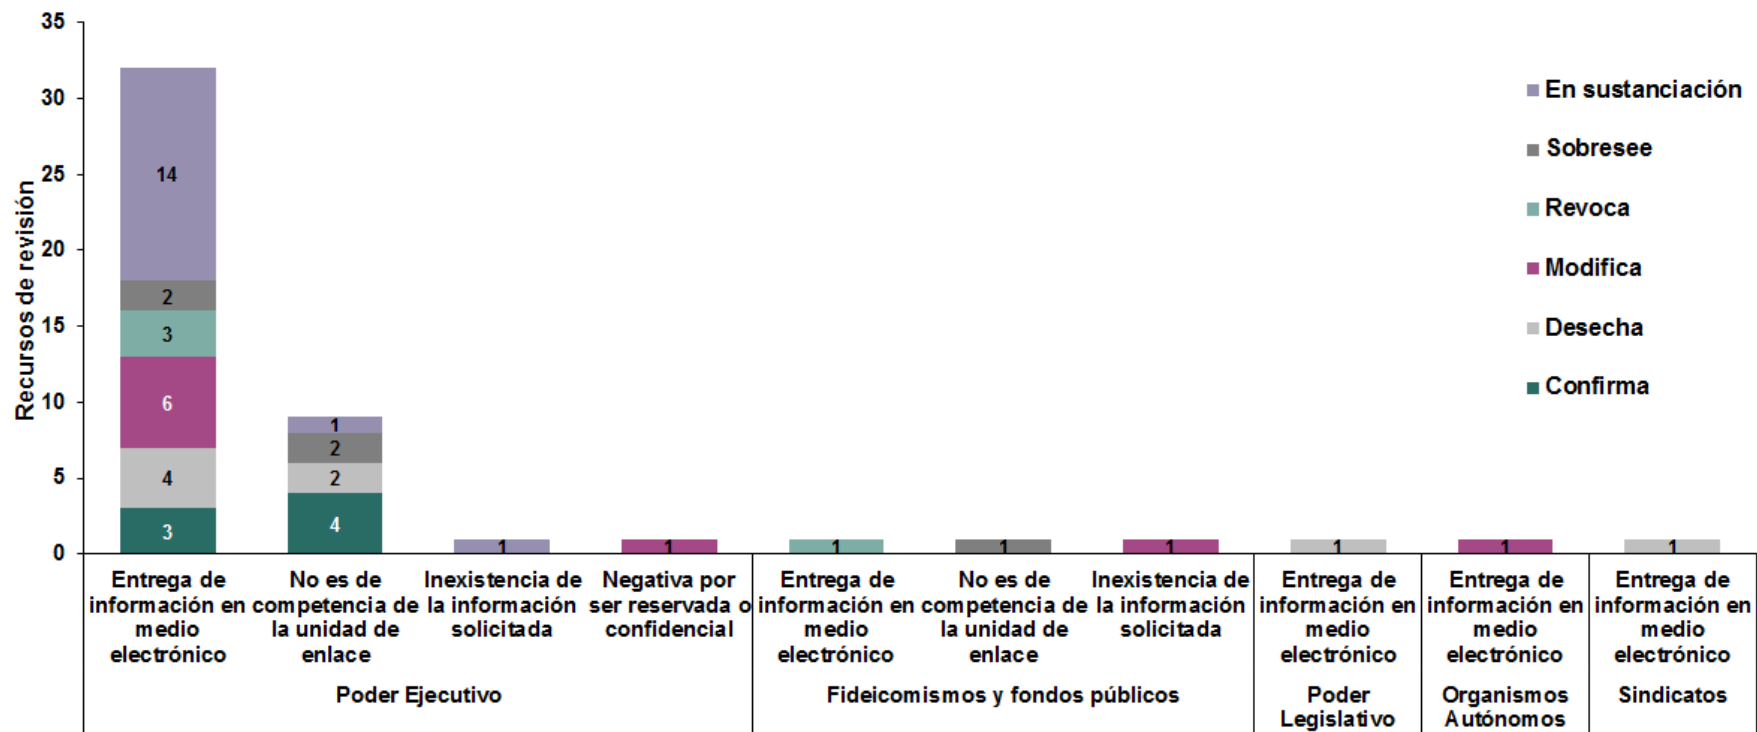 35
30
25
20
15
10
5
0
Recursos de revisión
14
2
3
6
4
3
1
2
2
4
1
1
1
1
1
1
1
1
En sustanciación
Sobresee
Revoca
Modifica
Desecha
Confirma
Entrega de
información en
medio
electrónico
No es de
competencia de
la unidad de
enlace
Inexistencia de
la información
solicitada
Negativa por
ser reservada o
confidencial
Entrega de
información en
medio
electrónico
No es de
competencia de
la unidad de
enlace
Inexistencia de
la información
solicitada
Entrega de
información en
medio
electrónico
Entrega de
información en
medio
electrónico
Entrega de
información en
medio
electrónico
Poder Ejecutivo
Fideicomismos y fondos públicos
Poder
Legislativo
Organismos
Autónomos
Sindicatos